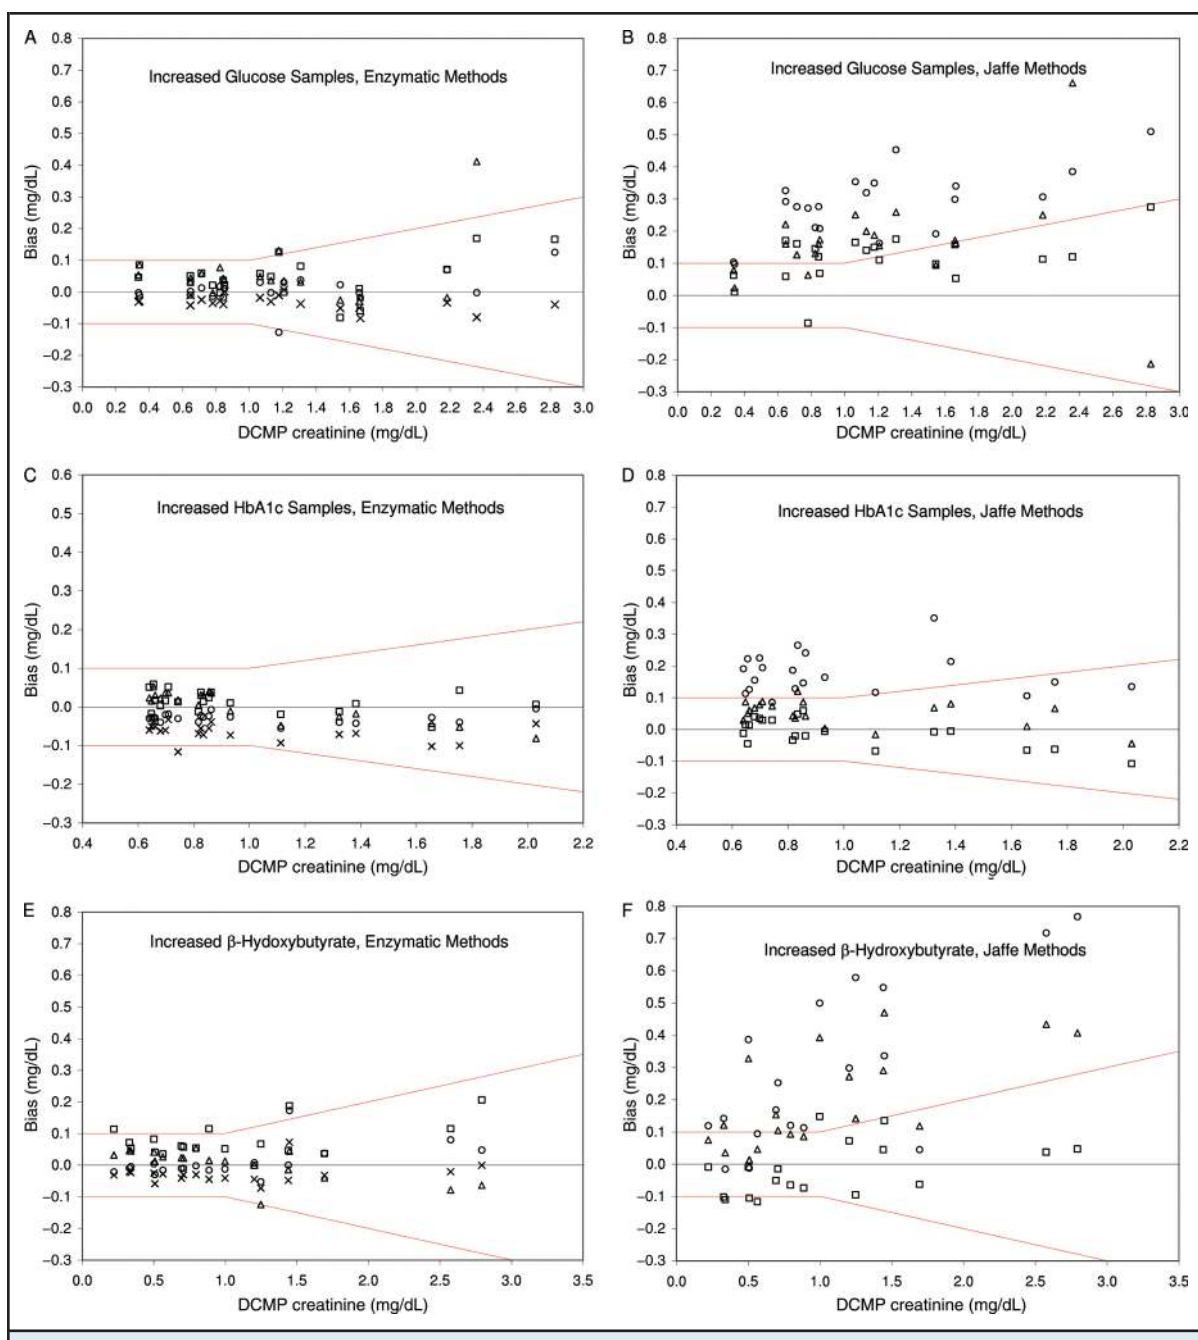 A
Increased Glucose Samples, Enzymatic Methods
Bias (mg/dL)
0.8
0.7
0.6
0.5
0.4
0.3
0.2
0.1
0.0
−0.1
−0.2
−0.3
0.0 0.2 0.4 0.6 0.8 1.0 1.2 1.4 1.6 1.8 2.0 2.2 2.4 2.6 2.8 3.0
DCMP creatinine (mg/dL)
B
Increased Glucose Samples, Jaffe Methods
Bias (mg/dL)
0.8
0.7
0.6
0.5
0.4
0.3
0.2
0.1
0.0
−0.1
−0.2
−0.3
0.0 0.2 0.4 0.6 0.8 1.0 1.2 1.4 1.6 1.8 2.0 2.2 2.4 2.6 2.8 3.0
DCMP creatinine (mg/dL)
C
Increased HbA1c Samples, Enzymatic Methods
Bias (mg/dL)
0.6
0.5
0.4
0.3
0.2
0.1
0.0
−0.1
−0.2
−0.3
0.4 0.6 0.8 1.0 1.2 1.4 1.6 1.8 2.0 2.2
DCMP creatinine (mg/dL)
D
Increased HbA1c Samples, Jaffe Methods
Bias (mg/dL)
0.8
0.7
0.6
0.5
0.4
0.3
0.2
0.1
0.0
−0.1
−0.2
−0.3
0.4 0.6 0.8 1.0 1.2 1.4 1.6 1.8 2.0 2.2
DCMP creatinine (mg/dL)
E
Increased β-Hydoxybutyrate, Enzymatic Methods
Bias (mg/dL)
0.8
0.7
0.6
0.5
0.4
0.3
0.2
0.1
0.0
−0.1
−0.2
−0.3
0.0 0.5 1.0 1.5 2.0 2.5 3.0 3.5
DCMP creatinine (mg/dL)
F
Increased β-Hydroxybutyrate, Jaffe Methods
Bias (mg/dL)
0.8
0.7
0.6
0.5
0.4
0.3
0.2
0.1
0.0
−0.1
−0.2
−0.3
0.0 0.5 1.0 1.5 2.0 2.5 3.0 3.5
DCMP creatinine (mg/dL)